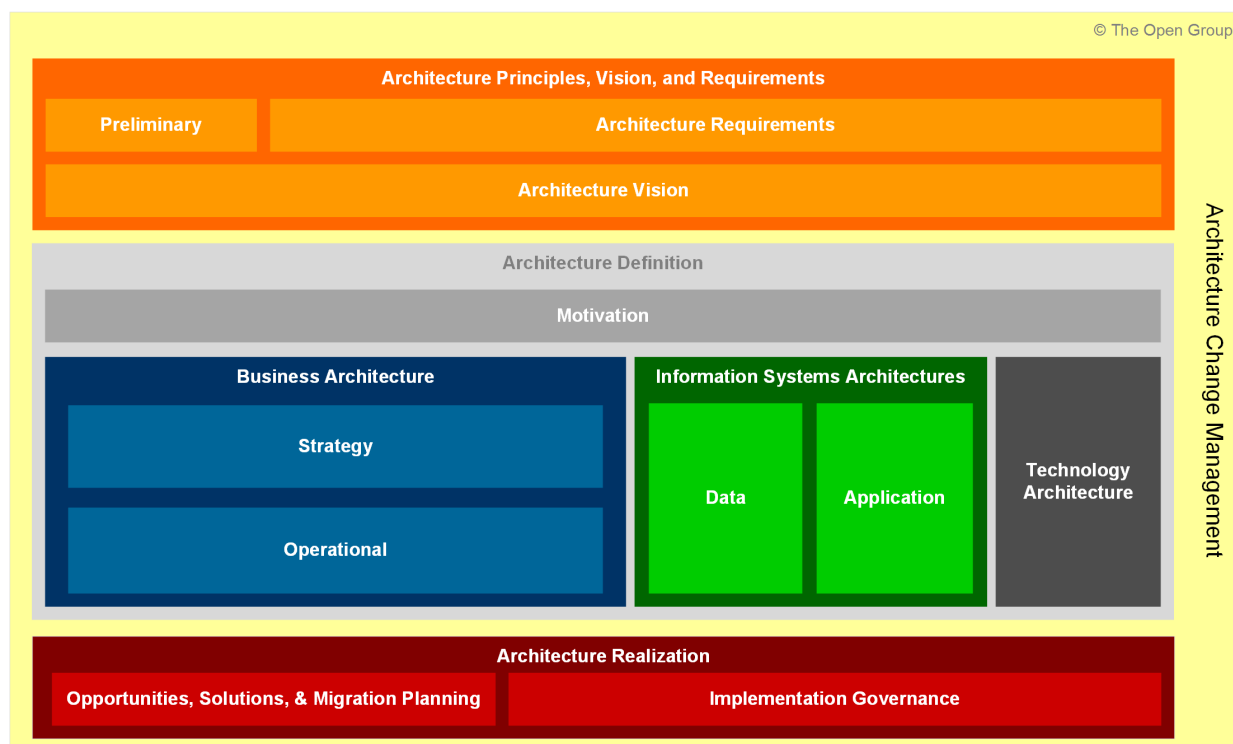 © The Open Group
Architecture Principles, Vision, and Requirements
Preliminary
Architecture Requirements
Architecture Vision
Architecture Definition
Motivation
Business Architecture
Strategy
Operational
Information Systems Architectures
Data
Application
Technology
Architecture
Architecture Realization
Opportunities, Solutions, & Migration Planning
Implementation Governance
Architecture Change Management